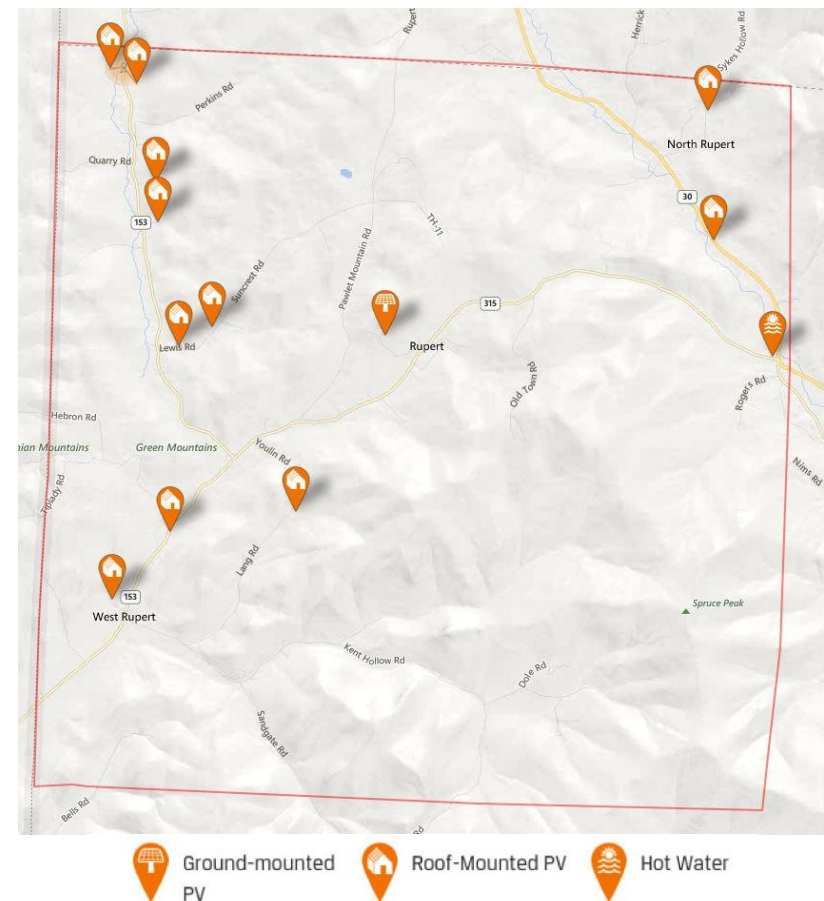 Rupert
Herrick
Sykes Hollow Rd
Perkins Rd
North Rupert
Quarry Rd
30
153
TH-11
Pawlet Mountain Rd
Suncrest Rd
315
Lewis Rd
Rupert
Old Town Rd
Rogers Rd
Hebron Rd
nian Mountains
Green Mountains
Youlin Rd
Nims Rd
Tiplady Rd
Lang Rd
153
West Rupert
Spruce Peak
Kent Hollow Rd
Dole Rd
Sandgate Rd
Bells Rd
Rd
Ground-mounted
PV
Roof-Mounted PV
Hot Water